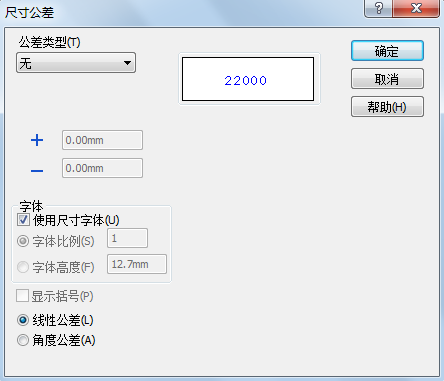 尺寸公差
公差类型(T)
无
22000
确定
取消
帮助(H)
+ 0.00mm
- 0.00mm
字体
使用尺寸字体(U)
字体比例(S) 1
字体高度(F) 12.7mm
显示括号(P)
线性公差(L)
角度公差(A)